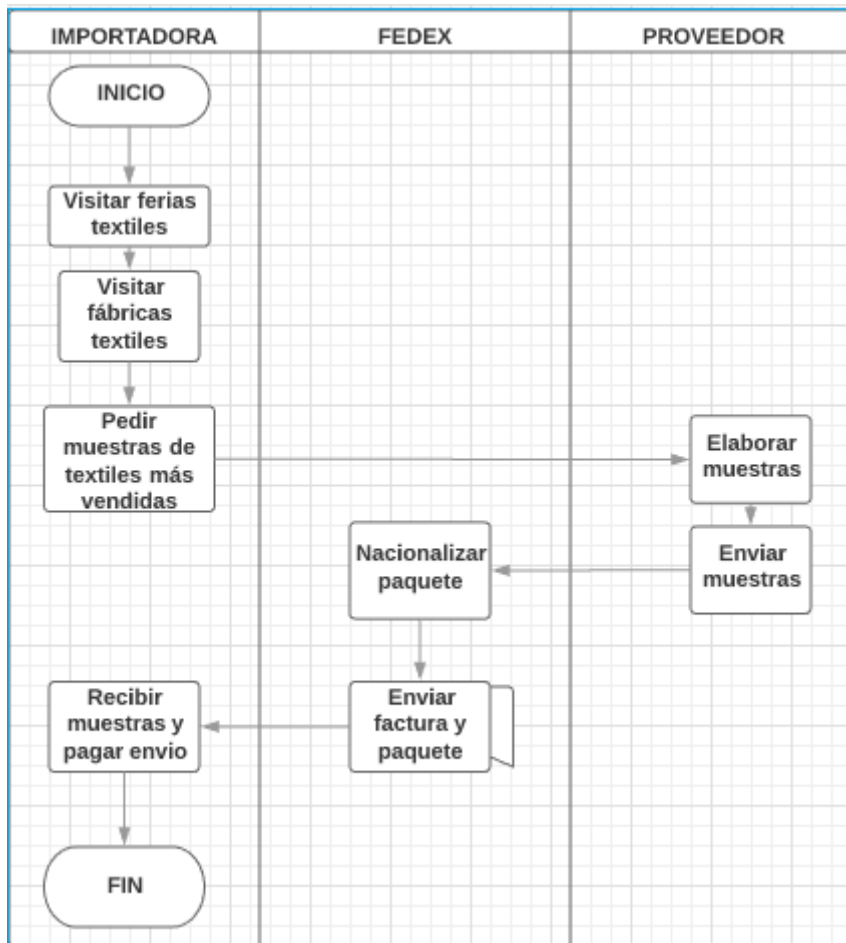 IMPORTADORA
FEDEX
PROVEEDOR
INICIO
Visitar ferias
textiles
Visitar
fábricas
textiles
Pedir
muestras de
textiles más
vendidas
Elaborar
muestras
Enviar
muestras
Nacionalizar
paquete
Enviar
factura y
paquete
Recibir
muestras y
pagar envio
FIN